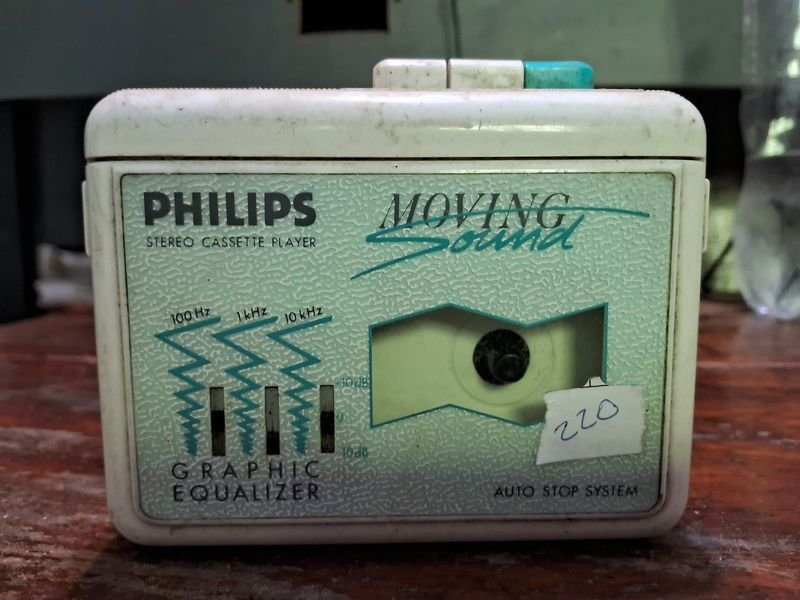 PHILIPS
STEREO CASSETTE PLAYER
MOVING
Sound
100 Hz 1 kHz 10 kHz
+10dB
0
10dB
220
GRAPHIC
EQUALIZER
AUTO STOP SYSTEM